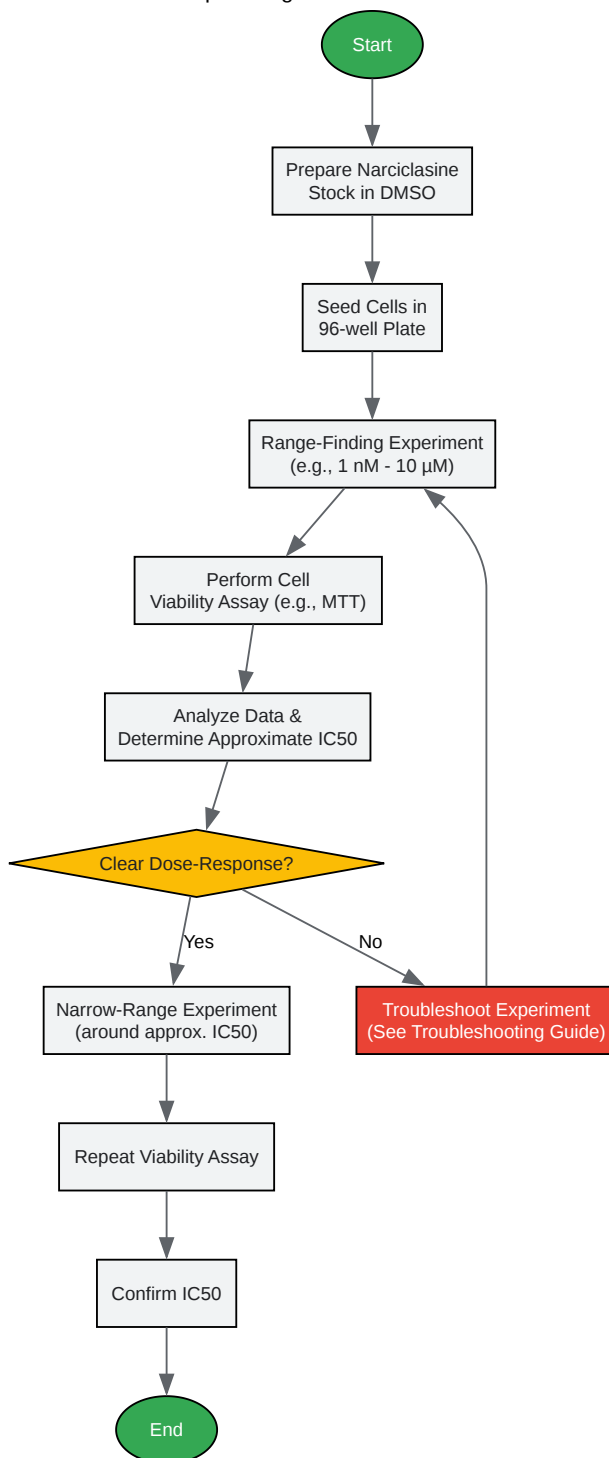 Start
Prepare Narciclasine
Stock in DMSO
Seed Cells in
96-well Plate
Range-Finding Experiment
(e.g., 1 nM - 10 µM)
Perform Cell
Viability Assay (e.g., MTT)
Analyze Data &
Determine Approximate IC50
Clear Dose-Response?
Yes
No
Narrow-Range Experiment
(around approx. IC50)
Troubleshoot Experiment
(See Troubleshooting Guide)
Repeat Viability Assay
Confirm IC50
End